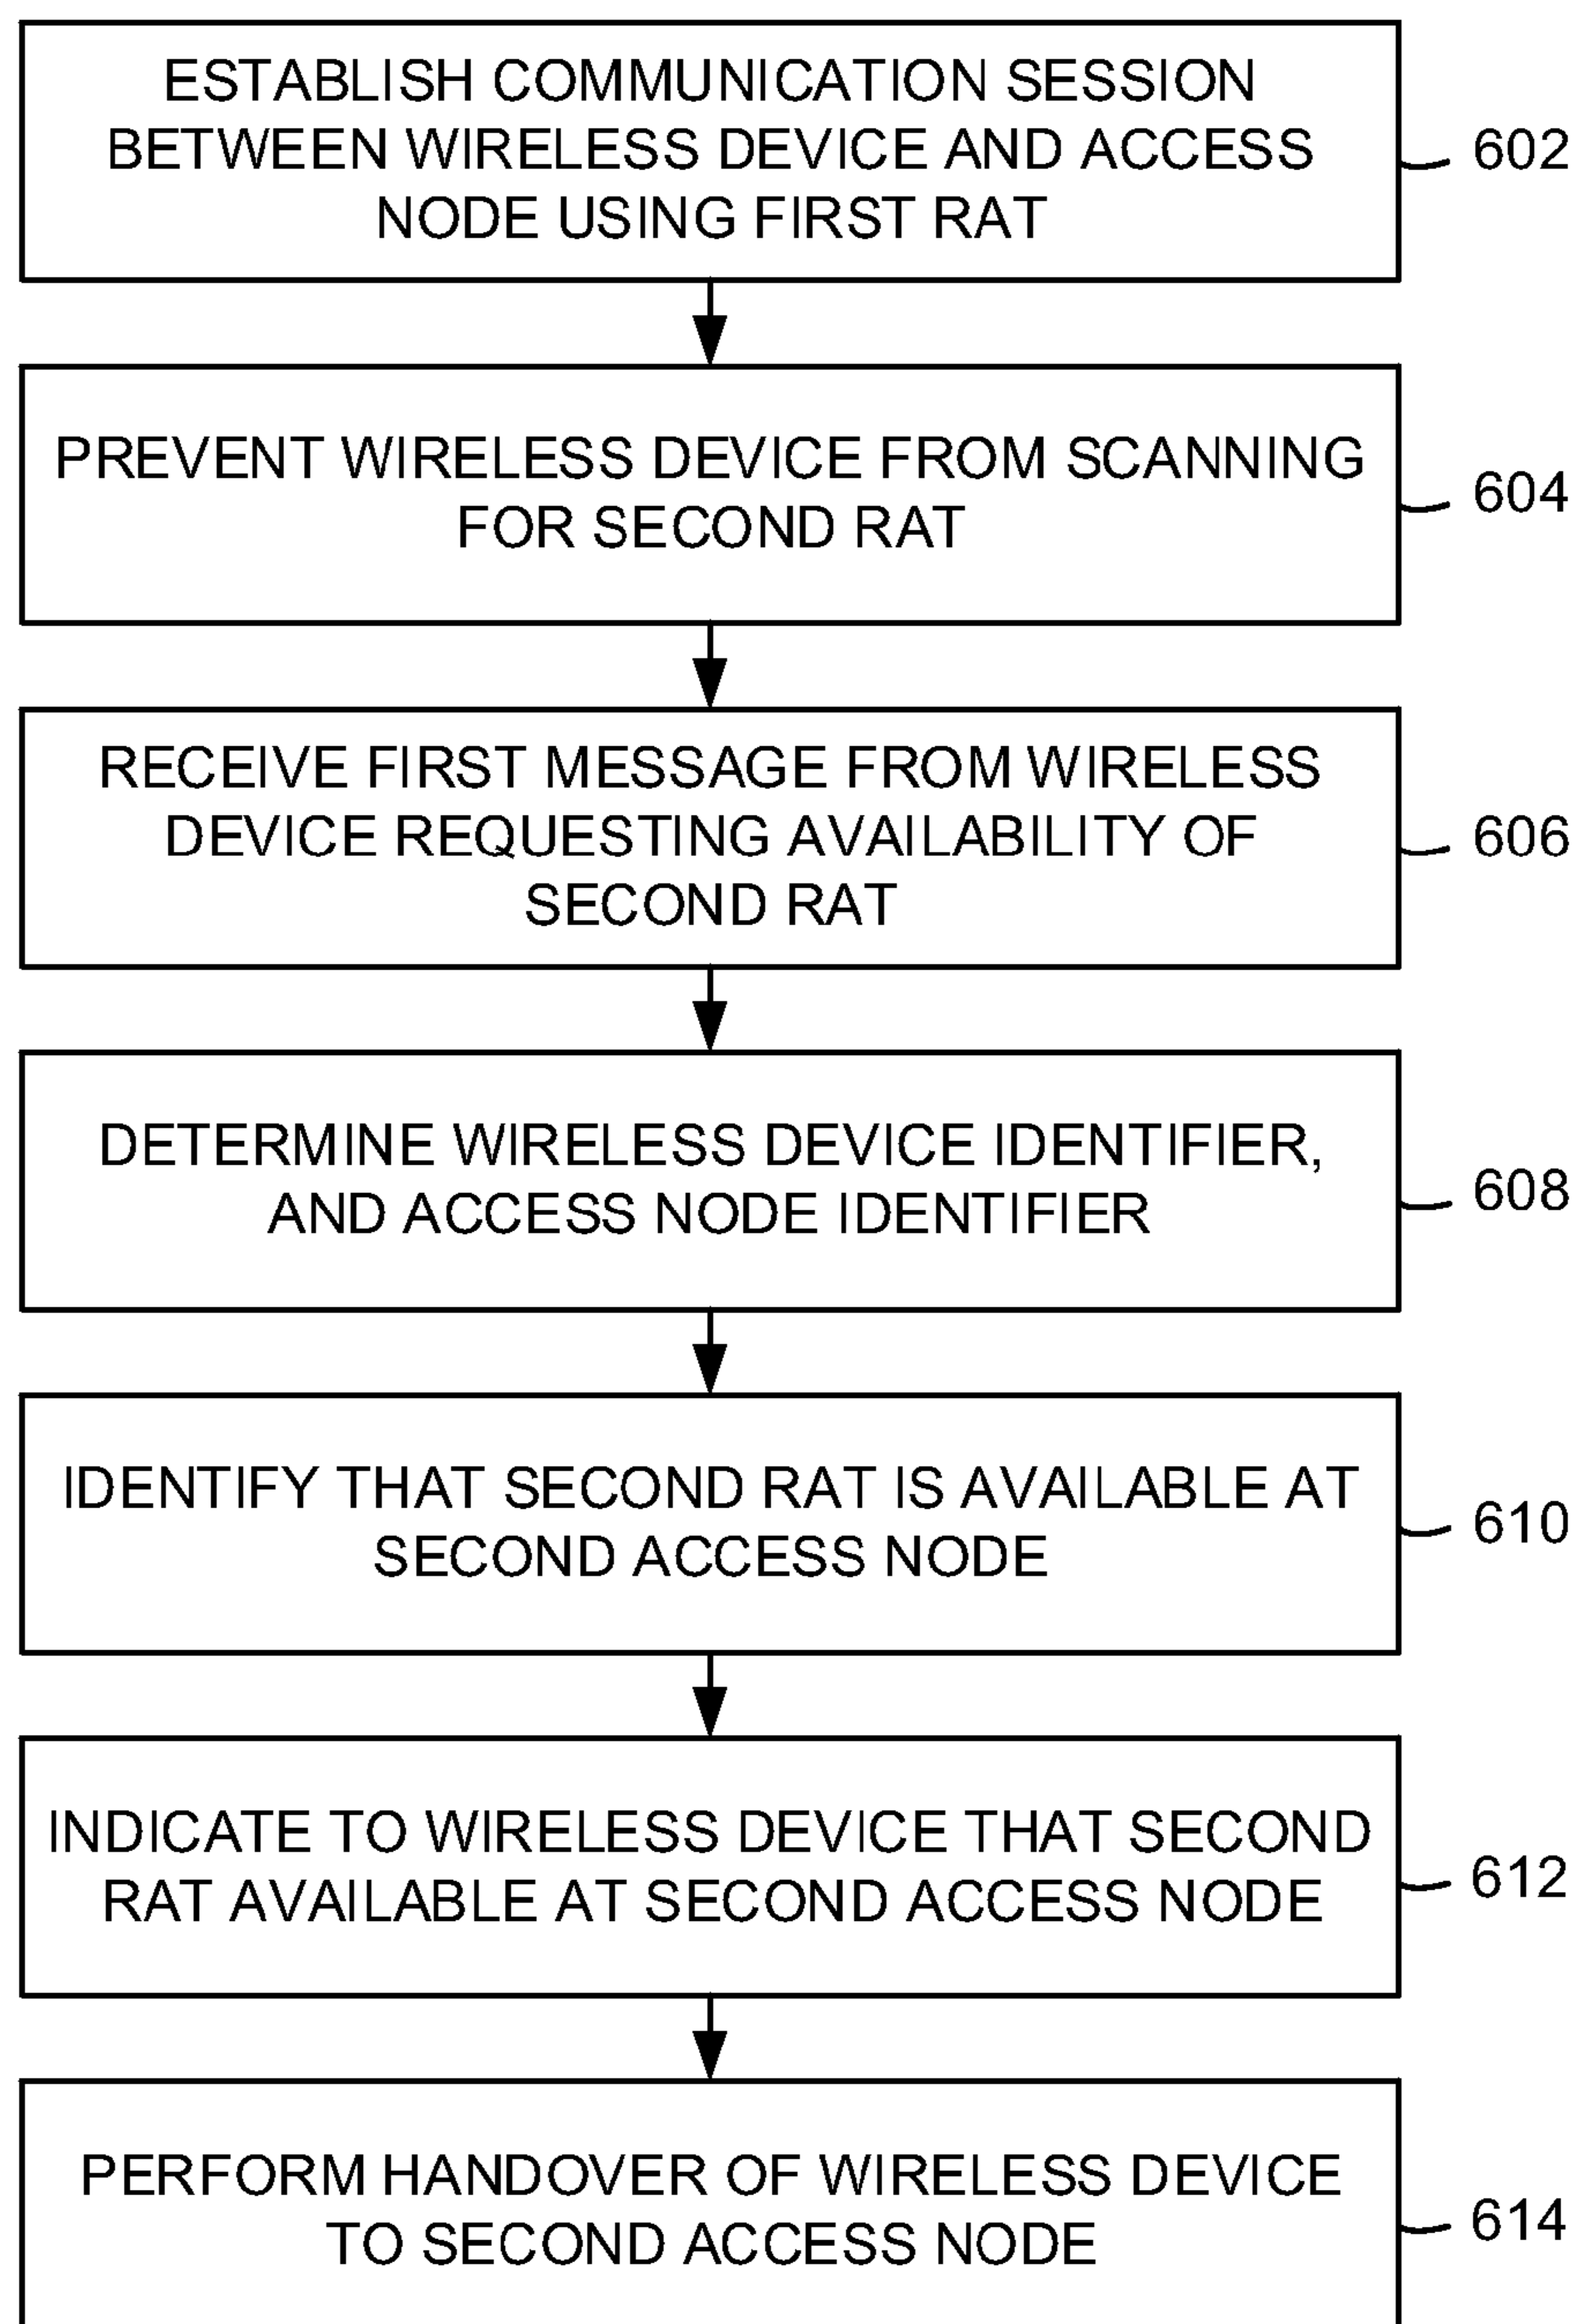 ESTABLISH COMMUNICATION SESSION
BETWEEN WIRELESS DEVICE AND ACCESS
NODE USING FIRST RAT
602
PREVENT WIRELESS DEVICE FROM SCANNING
FOR SECOND RAT
604
RECEIVE FIRST MESSAGE FROM WIRELESS
DEVICE REQUESTING AVAILABILITY OF
SECOND RAT
606
DETERMINE WIRELESS DEVICE IDENTIFIER,
AND ACCESS NODE IDENTIFIER
608
IDENTIFY THAT SECOND RAT IS AVAILABLE AT
SECOND ACCESS NODE
610
INDICATE TO WIRELESS DEVICE THAT SECOND
RAT AVAILABLE AT SECOND ACCESS NODE
612
PERFORM HANDOVER OF WIRELESS DEVICE
TO SECOND ACCESS NODE
614